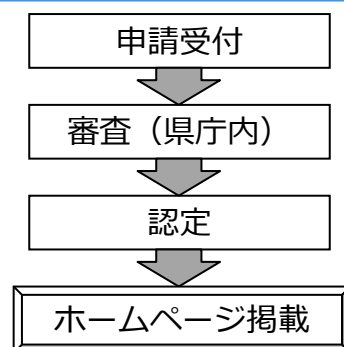 申請受付
審査（県庁内）
認定
ホームページ掲載